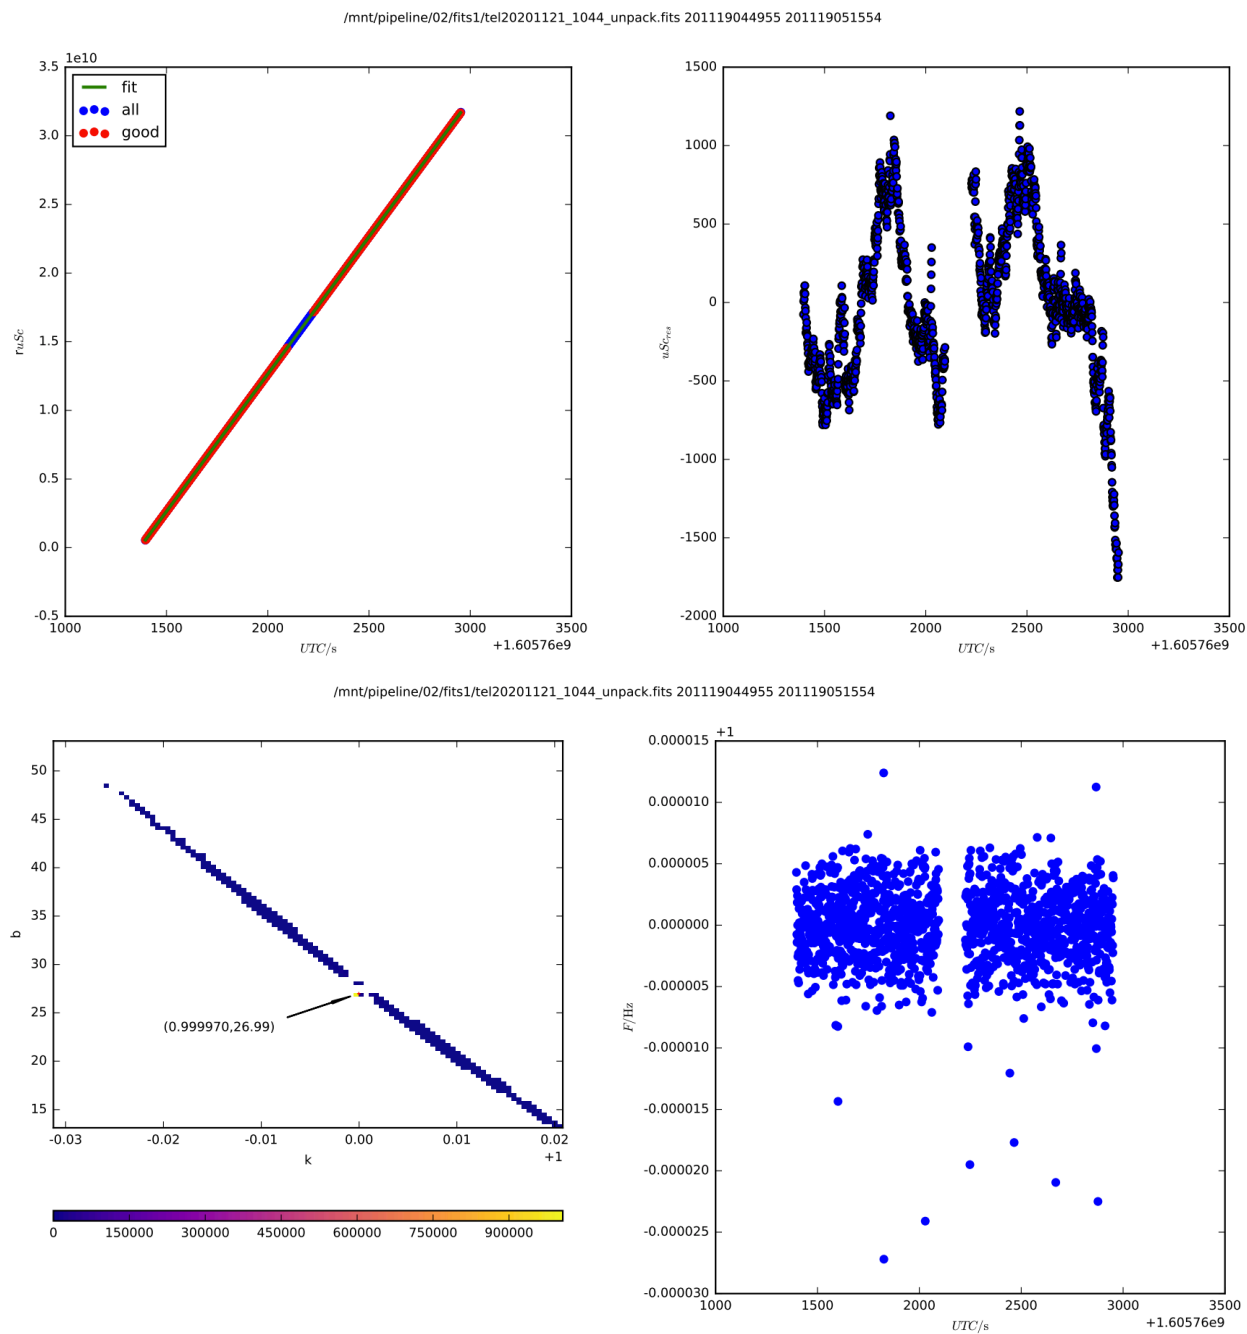 /mnt/pipeline/02/fits1/tel20201121_1044_unpack.fits 201119044955 201119051554
1e10
3.5
3.0
2.5
2.0
1.5
1.0
0.5
0.0
-0.5
ruSc
fit
all
good
1000 1500 2000 2500 3000 3500
UTC/s
+1.60576e9
1500
1000
500
0
-500
-1000
-1500
-2000
uSc_res
1000 1500 2000 2500 3000 3500
UTC/s
+1.60576e9
/mnt/pipeline/02/fits1/tel20201121_1044_unpack.fits 201119044955 201119051554
50
45
40
35
30
25
20
15
b
(0.999970,26.99)
-0.03 -0.02 -0.01 0.00 0.01 0.02
k
+1
0 150000 300000 450000 600000 750000 900000
+1
0.000015
0.000010
0.000005
0.000000
-0.000005
-0.000010
-0.000015
-0.000020
-0.000025
-0.000030
F/Hz
1000 1500 2000 2500 3000 3500
UTC/s
+1.60576e9